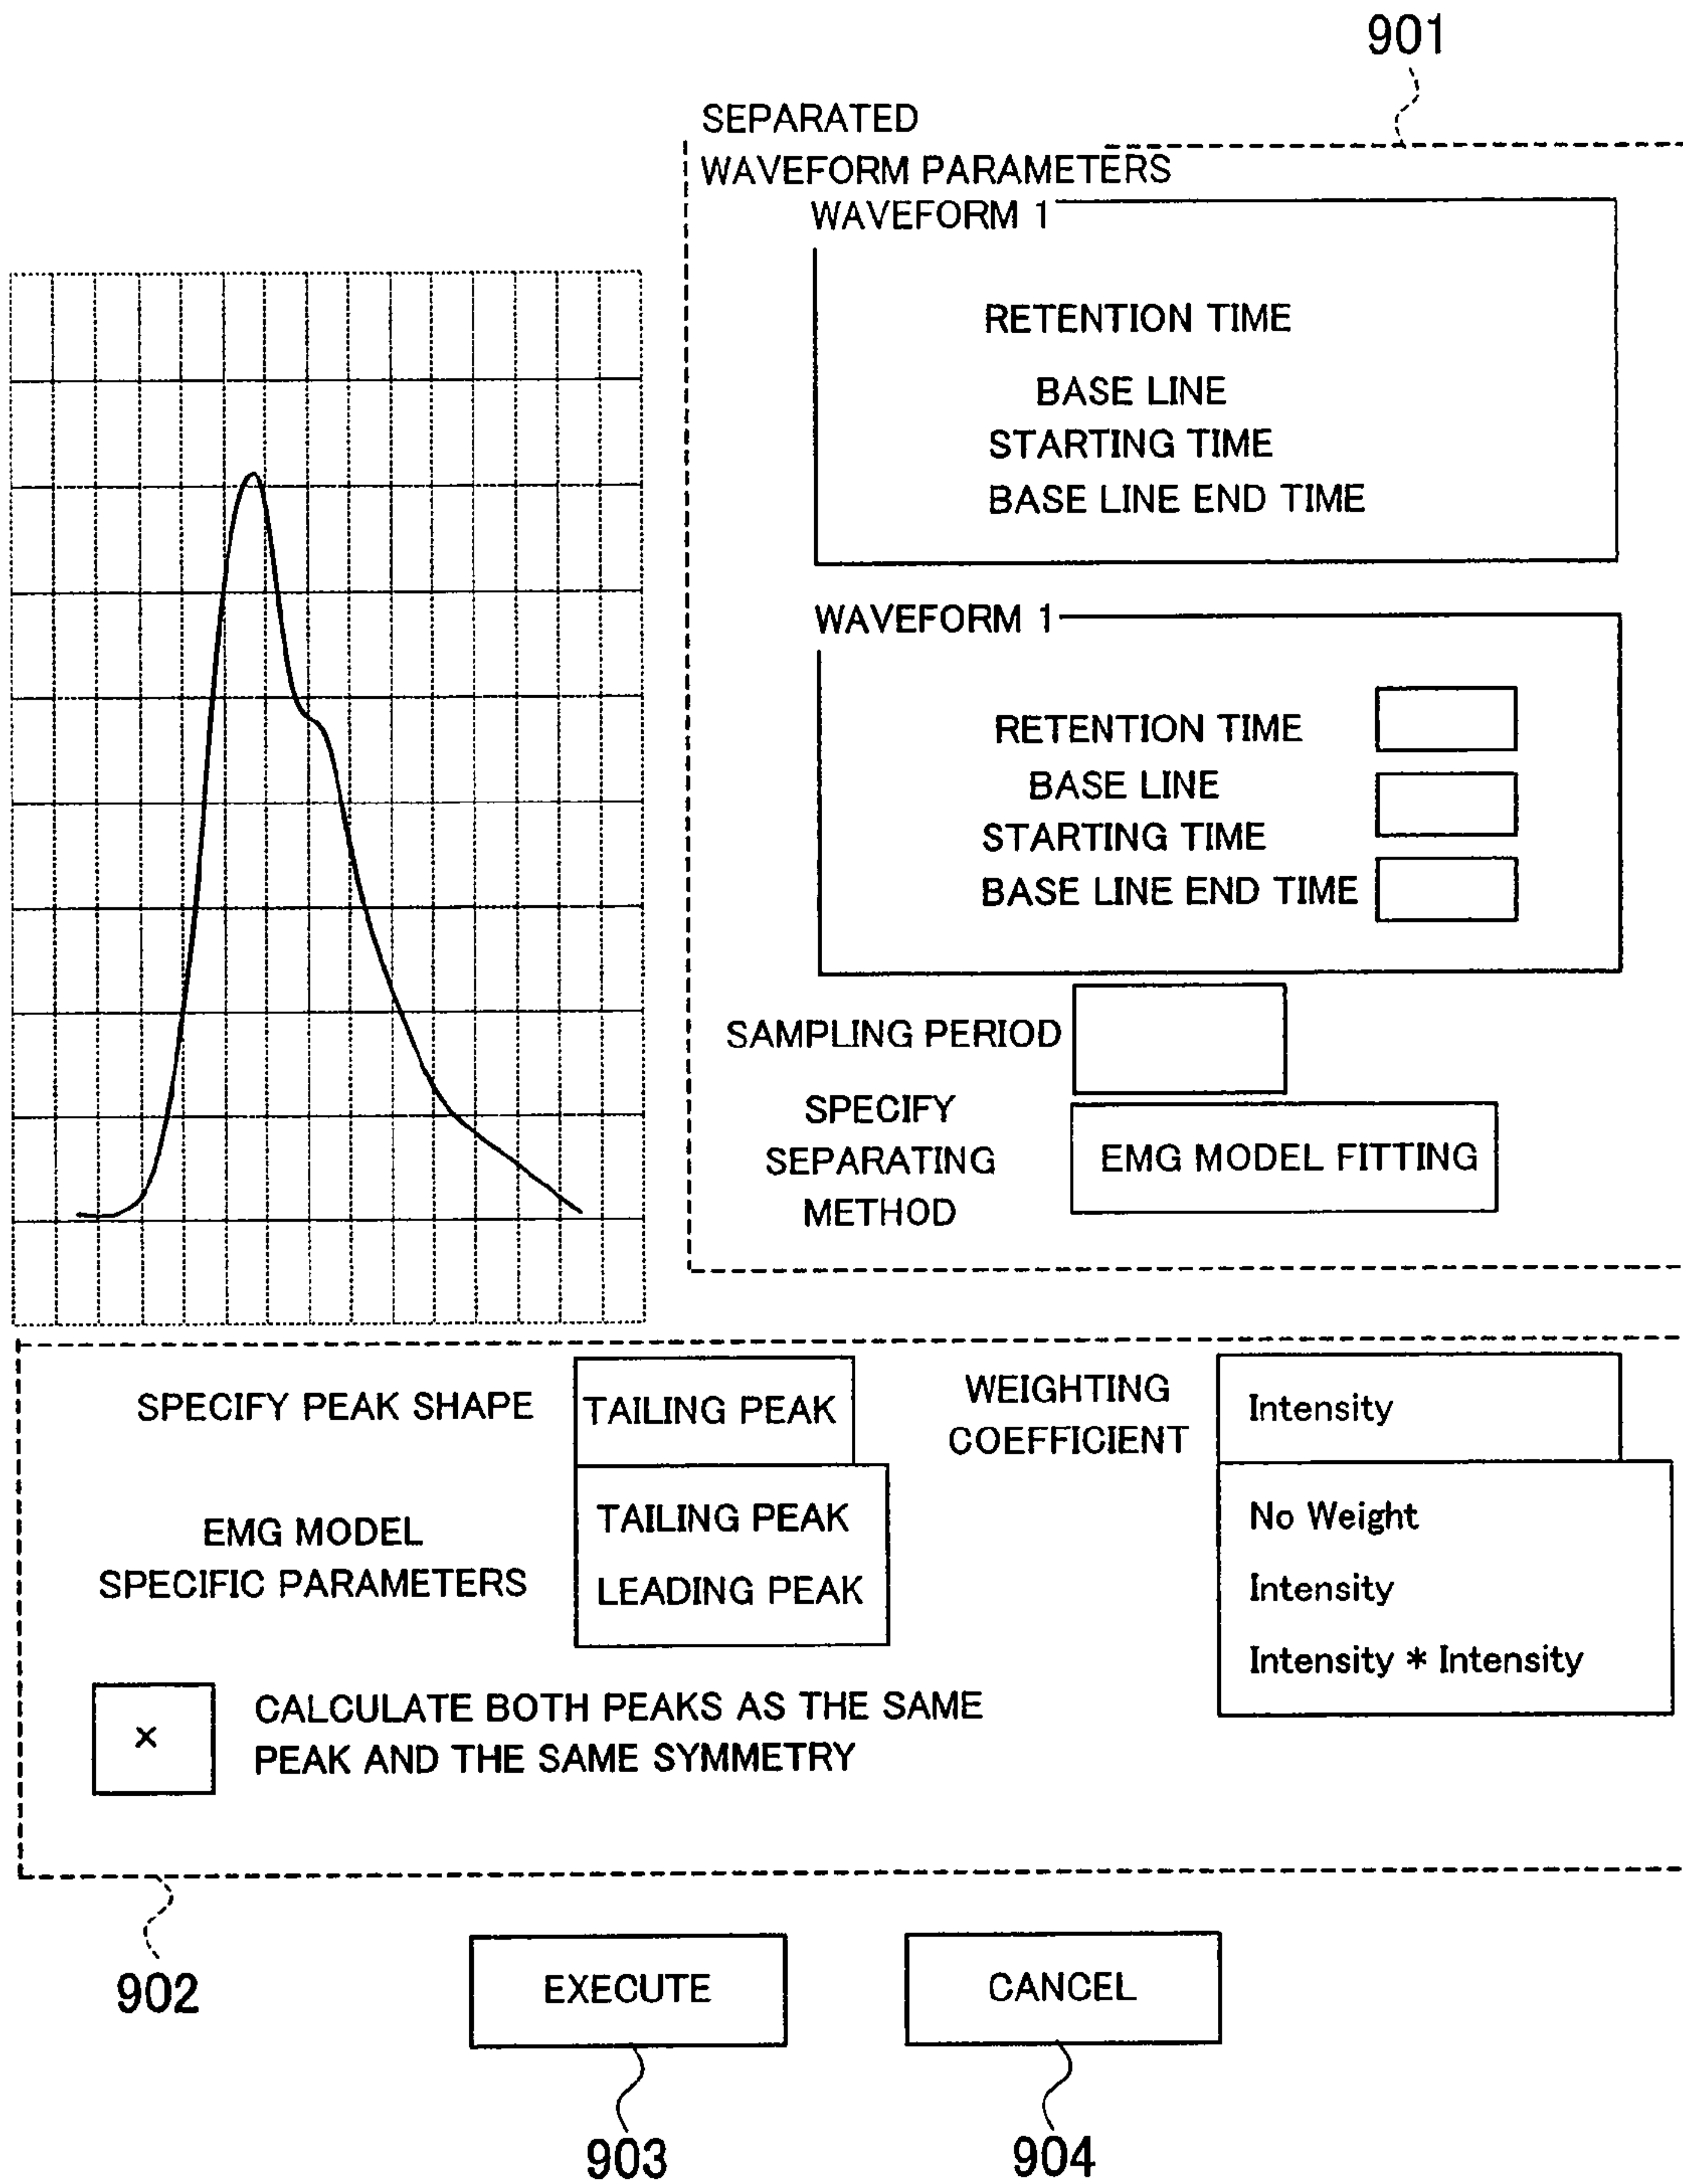 901
SEPARATED
WAVEFORM PARAMETERS
WAVEFORM 1
RETENTION TIME
BASE LINE
STARTING TIME
BASE LINE END TIME
WAVEFORM 1
RETENTION TIME
BASE LINE
STARTING TIME
BASE LINE END TIME
SAMPLING PERIOD
SPECIFY
SEPARATING
METHOD
EMG MODEL FITTING
SPECIFY PEAK SHAPE
TAILING PEAK
TAILING PEAK
LEADING PEAK
WEIGHTING
COEFFICIENT
Intensity
No Weight
Intensity
Intensity * Intensity
EMG MODEL
SPECIFIC PARAMETERS
×
CALCULATE BOTH PEAKS AS THE SAME
PEAK AND THE SAME SYMMETRY
902
EXECUTE
CANCEL
903
904